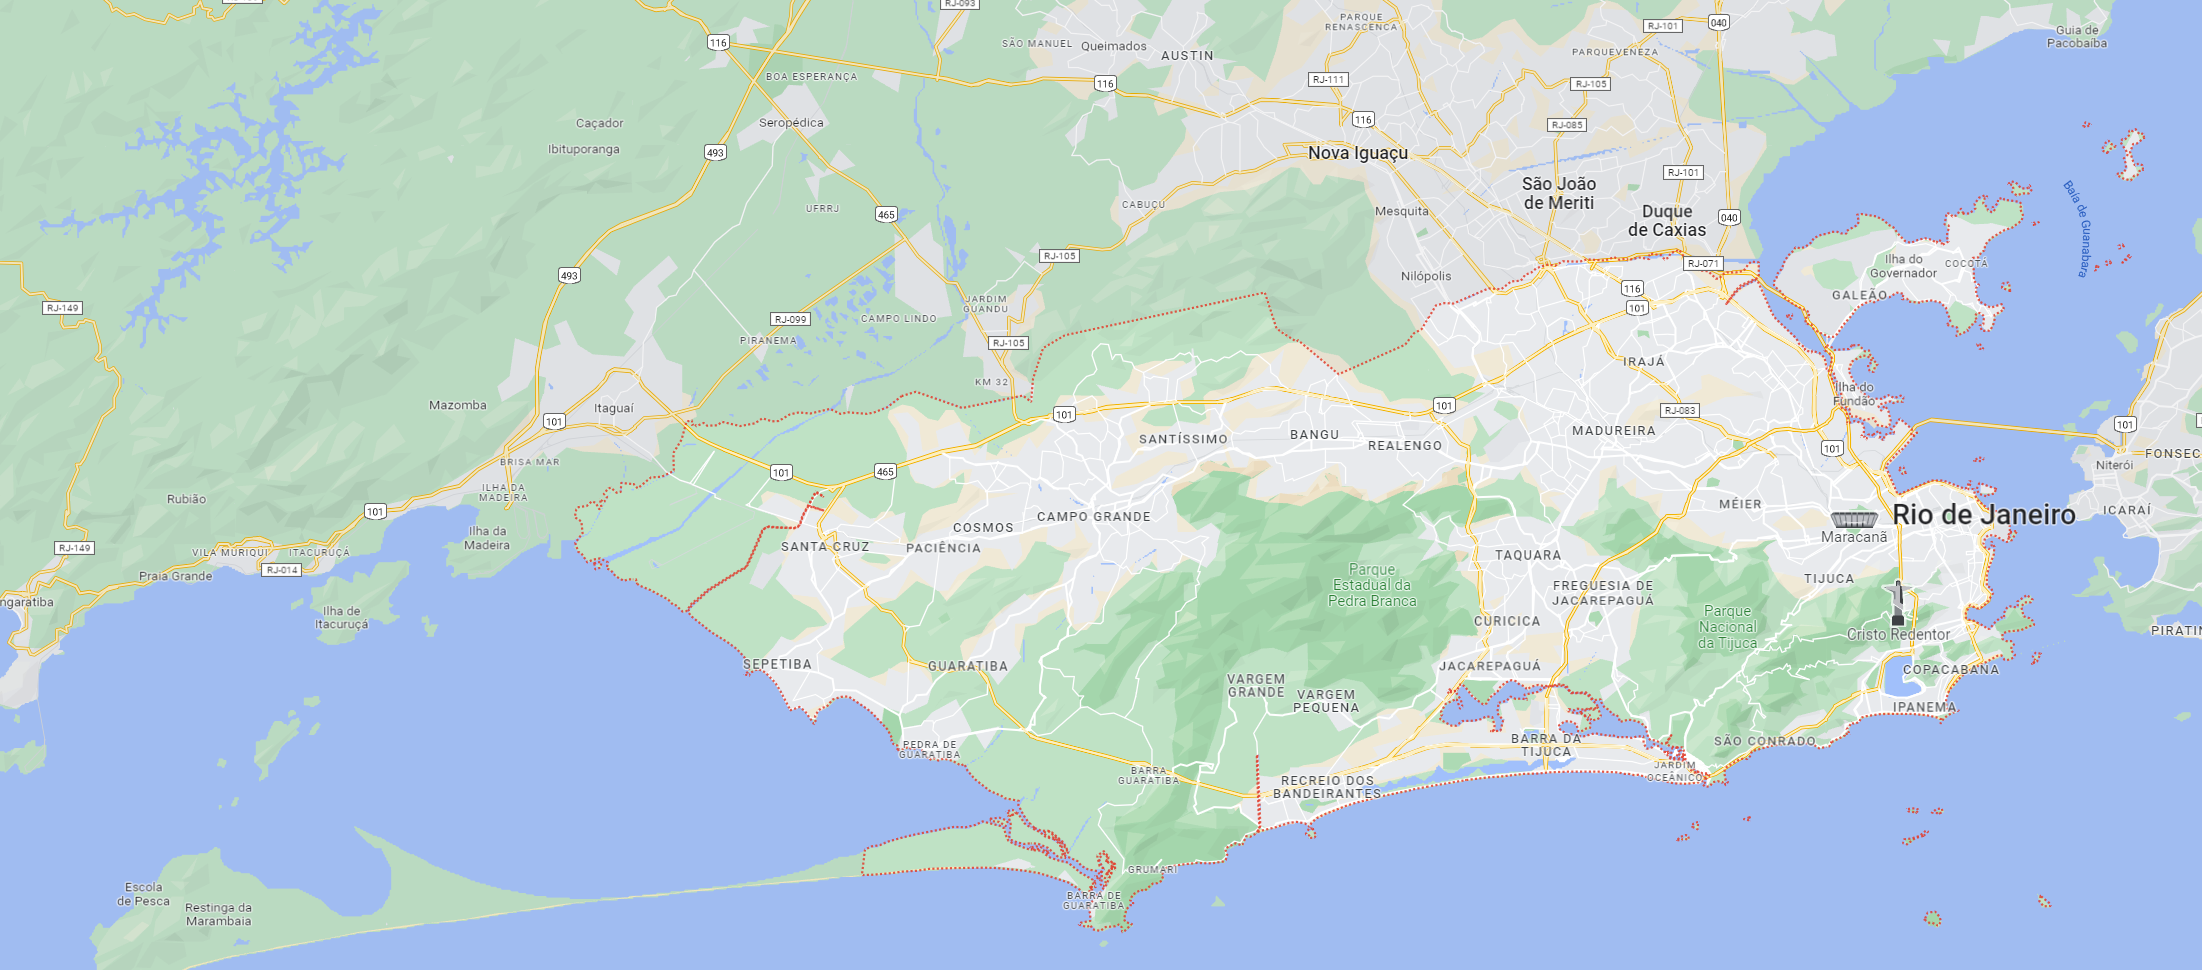 RJ-093
PARQUE
RENASCENCA
RJ-101
040
Guia de
Pacobaíba
116
SÃO MANUEL
Queimados
AUSTIN
PARQUEVENEZA
BOA ESPERANÇA
116
RJ-111
RJ-105
Caçador
Seropédica
116
RJ-085
Ibituporanga
493
Nova Iguaçu
RJ-101
São João
de Meriti
UFRRJ
465
CABUÇU
Mesquita
Duque
de Caxias
040
Baía de Guanabara
493
RJ-105
Nilópolis
RJ-071
Ilha do
Governador
COCOTÁ
116
GALEÃO
RJ-149
JARDIM
GUANDU
101
RJ-099
CAMPO LINDO
PIRANEMA
RJ-105
IRAJÁ
KM 32
Ilha do
Fundão
Mazomba
Itaguaí
101
101
101
RJ-083
101
MADUREIRA
SANTÍSSIMO
BANGU
REALENGO
101
FONSEC
BRISA MAR
101
465
Niterói
Rubião
ILHA DA
MADEIRA
101
MÉIER
Rio de Janeiro
ICARAÍ
COSMOS
CAMPO GRANDE
Maracanã
Ilha da
Madeira
RJ-149
VILA MURIQUI
ITACURUÇÁ
SANTA CRUZ
PACIÊNCIA
TAQUARA
RJ-014
Praia Grande
Parque
Estadual da
Pedra Branca
FREGUESIA DE
JACAREPAGUÁ
TIJUCA
ngaratiba
Ilha de
Itacuruçá
CURICICA
Parque
Nacional
da Tijuca
Cristo Redentor
PIRATIN
SEPETIBA
GUARATIBA
JACAREPAGUÁ
COPACABANA
VARGEM
GRANDE
VARGEM
PEQUENA
IPANEMA
PEDRA DE
GUARATIBA
BARRA DA
TIJUCA
SÃO CONRADO
BARRA
GUARATIBA
RECREIO DOS
BANDEIRANTES
JARDIM
OCEÂNICO
GRUMARI
Escola
de Pesca
Restinga da
Marambaia
BARRA DE
GUARATIBA